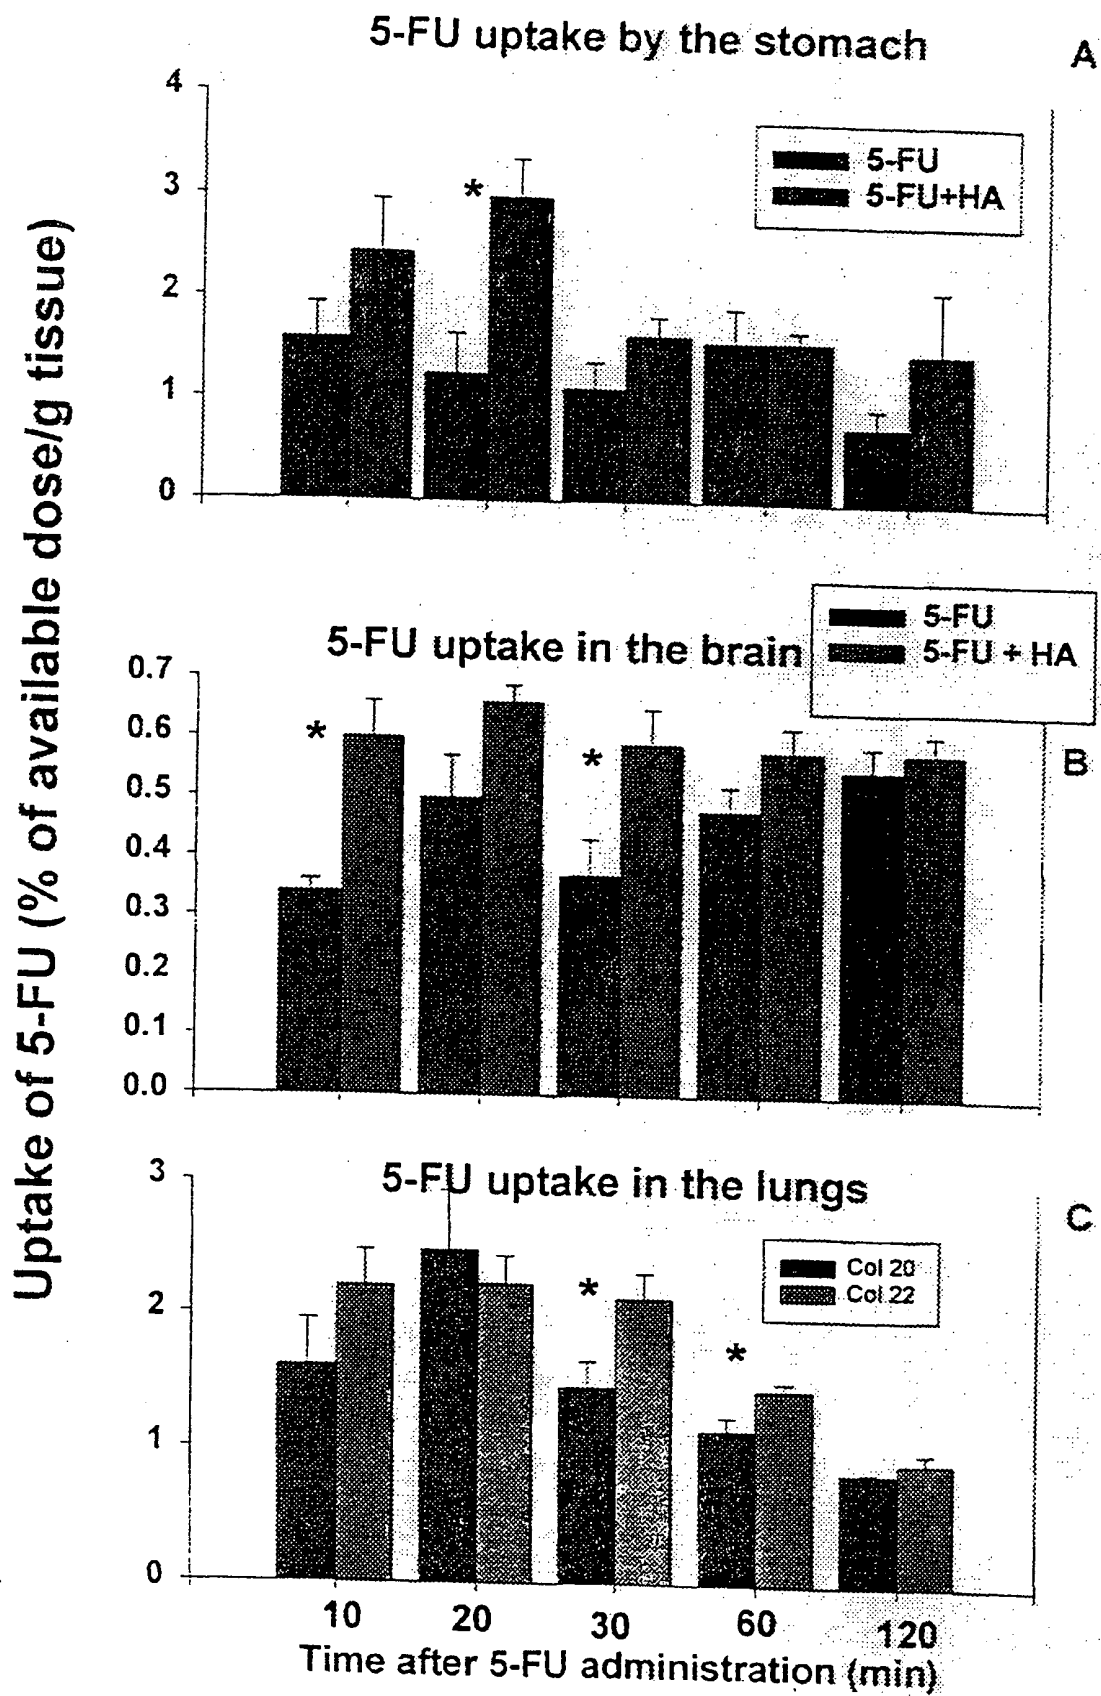 5-FU uptake by the stomach
A
4
3
2
1
0
5-FU
5-FU+HA
*
Uptake of 5-FU (% of available dose/g tissue)
5-FU uptake in the brain
5-FU
5-FU + HA
B
0.7
0.6
0.5
0.4
0.3
0.2
0.1
0.0
*
*
5-FU uptake in the lungs
C
3
2
1
0
Col 20
Col 22
*
*
10 20 30 60 120
Time after 5-FU administration (min)